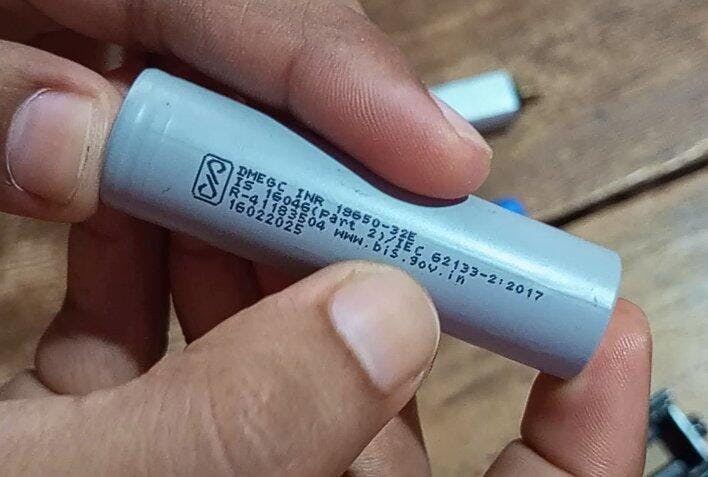 DMEGC INR 18650-32E
IS 16046(Part 2)/IEC 62133-2:2017
R-41183504 www.bis.gov.in
16022025